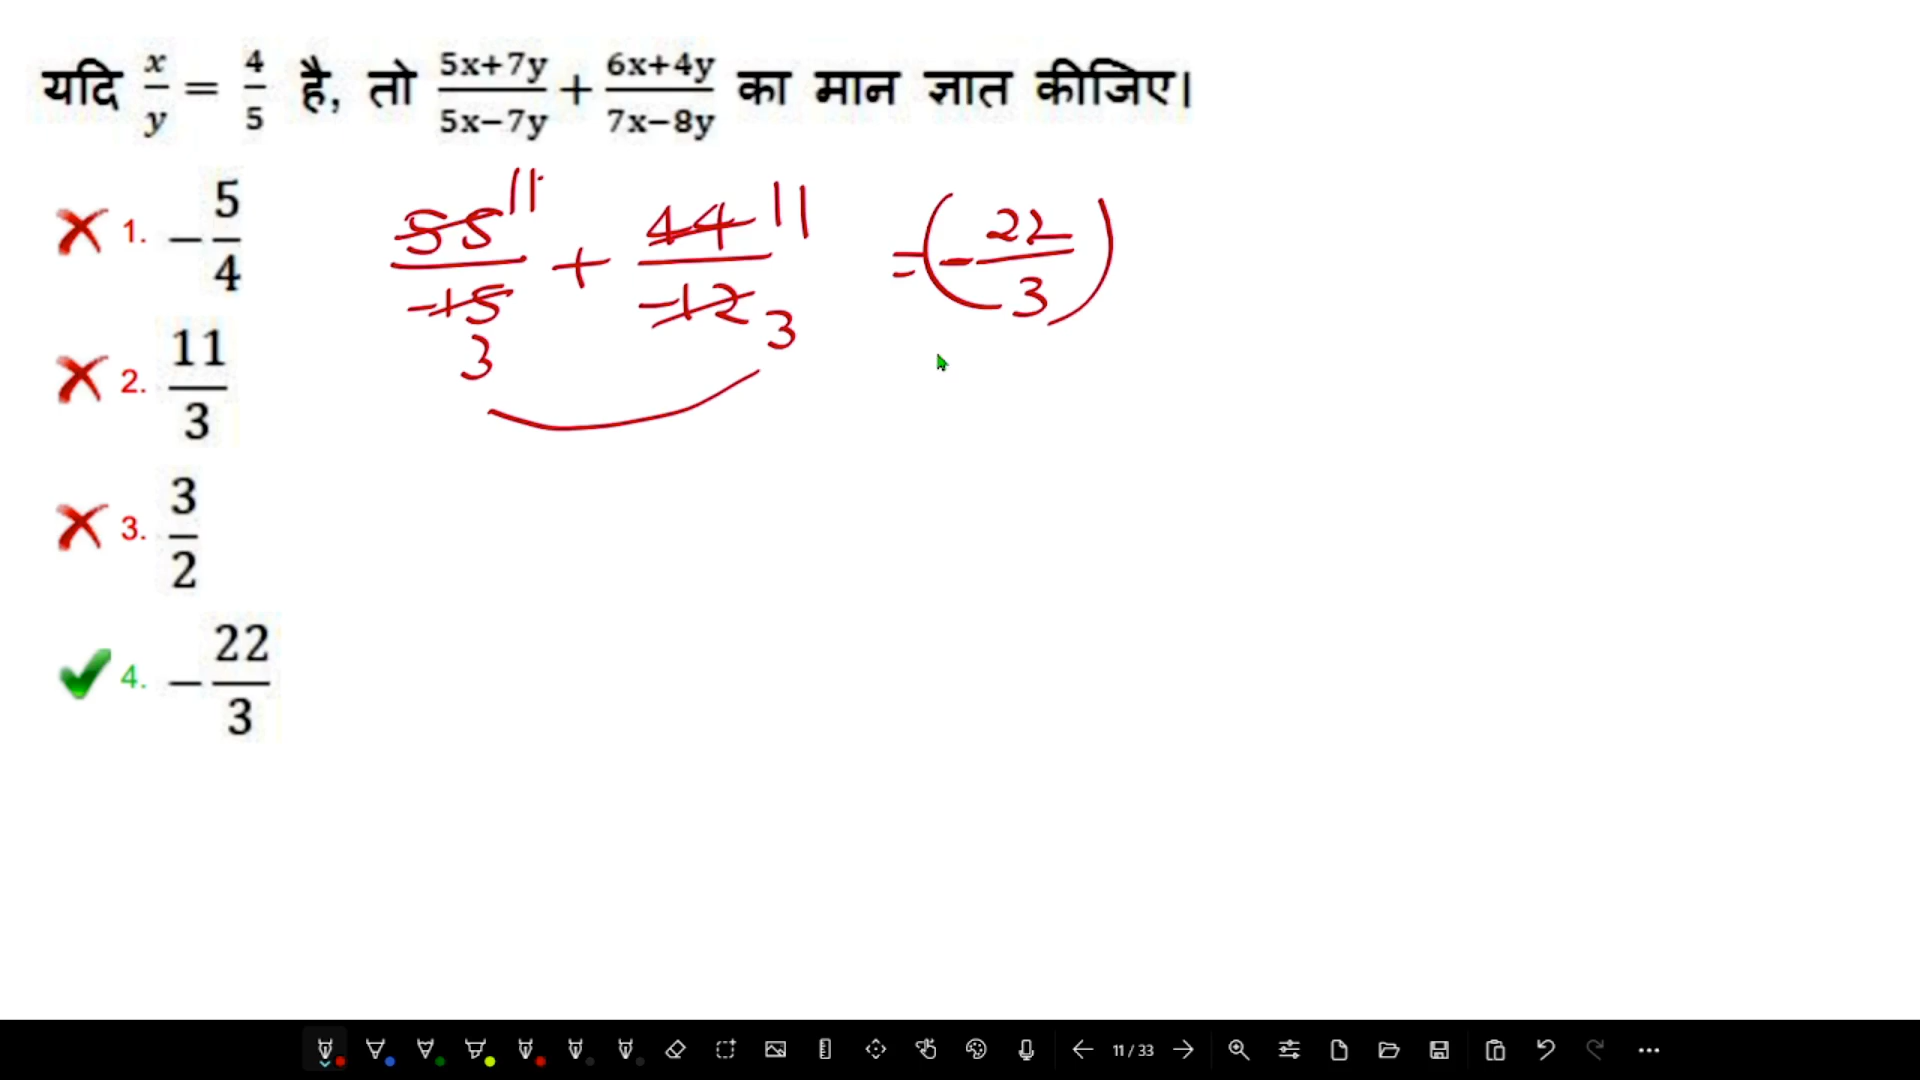 यदि x/y = 4/5 है, तो (5x+7y)/(5x−7y) + (6x+4y)/(7x−8y) का मान ज्ञात कीजिए।
1. −5/4
2. 11/3
3. 3/2
4. −22/3
55 11 / −15 3 + 44 11 / −12 3 = (−22/3)
11 / 33